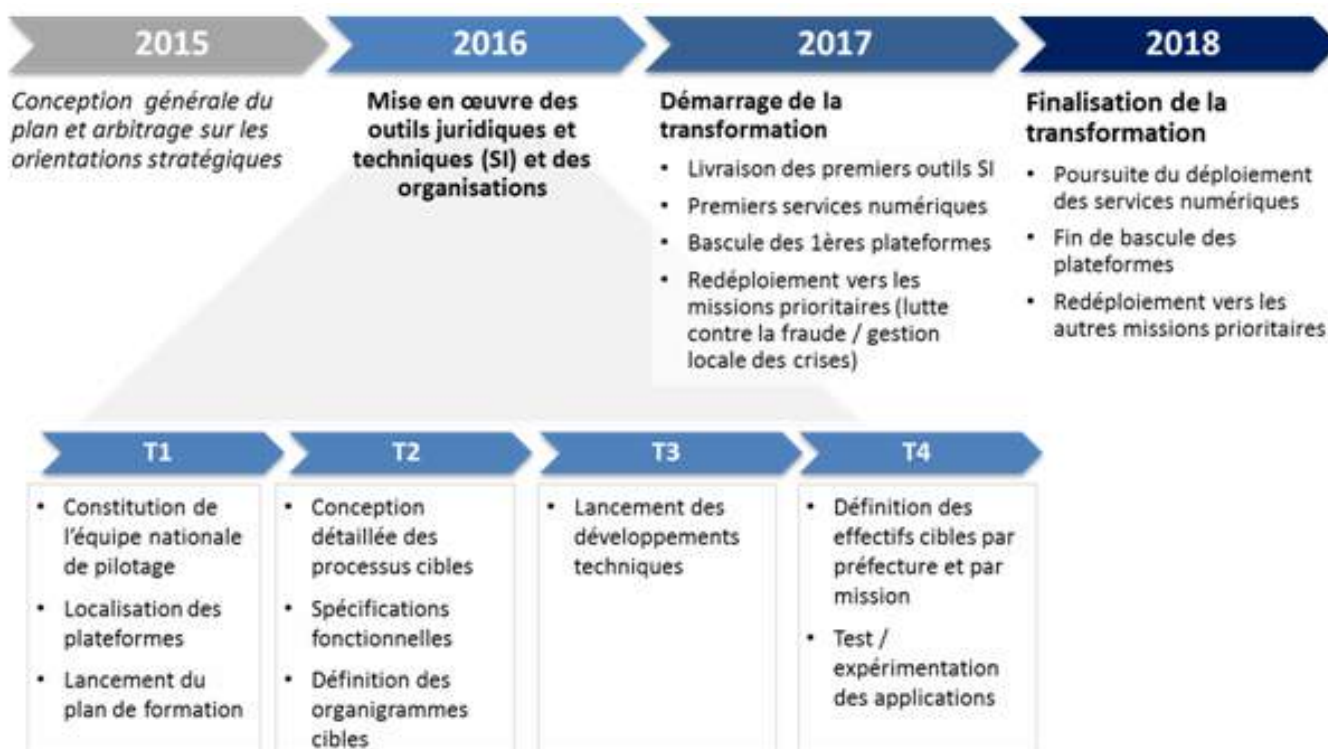 2015
2016
2017
2018
Conception générale du
plan et arbitrage sur les
orientations stratégiques
Mise en œuvre des
outils juridiques et
techniques (SI) et des
organisations
Démarrage de la
transformation
• Livraison des premiers outils SI
• Premiers services numériques
• Bascule des 1ères plateformes
• Redéploiement vers les
missions prioritaires (lutte
contre la fraude / gestion
locale des crises)
Finalisation de la
transformation
• Poursuite du déploiement
des services numériques
• Fin de bascule des
plateformes
• Redéploiement vers les
autres missions prioritaires
T1
T2
T3
T4
• Constitution de
l'équipe nationale
de pilotage
• Localisation des
plateformes
• Lancement du
plan de formation
• Conception
détaillée des
processus cibles
• Spécifications
fonctionnelles
• Définition des
organigrammes
cibles
• Lancement des
développements
techniques
• Définition des
effectifs cibles par
préfecture et par
mission
• Test /
expérimentation
des applications